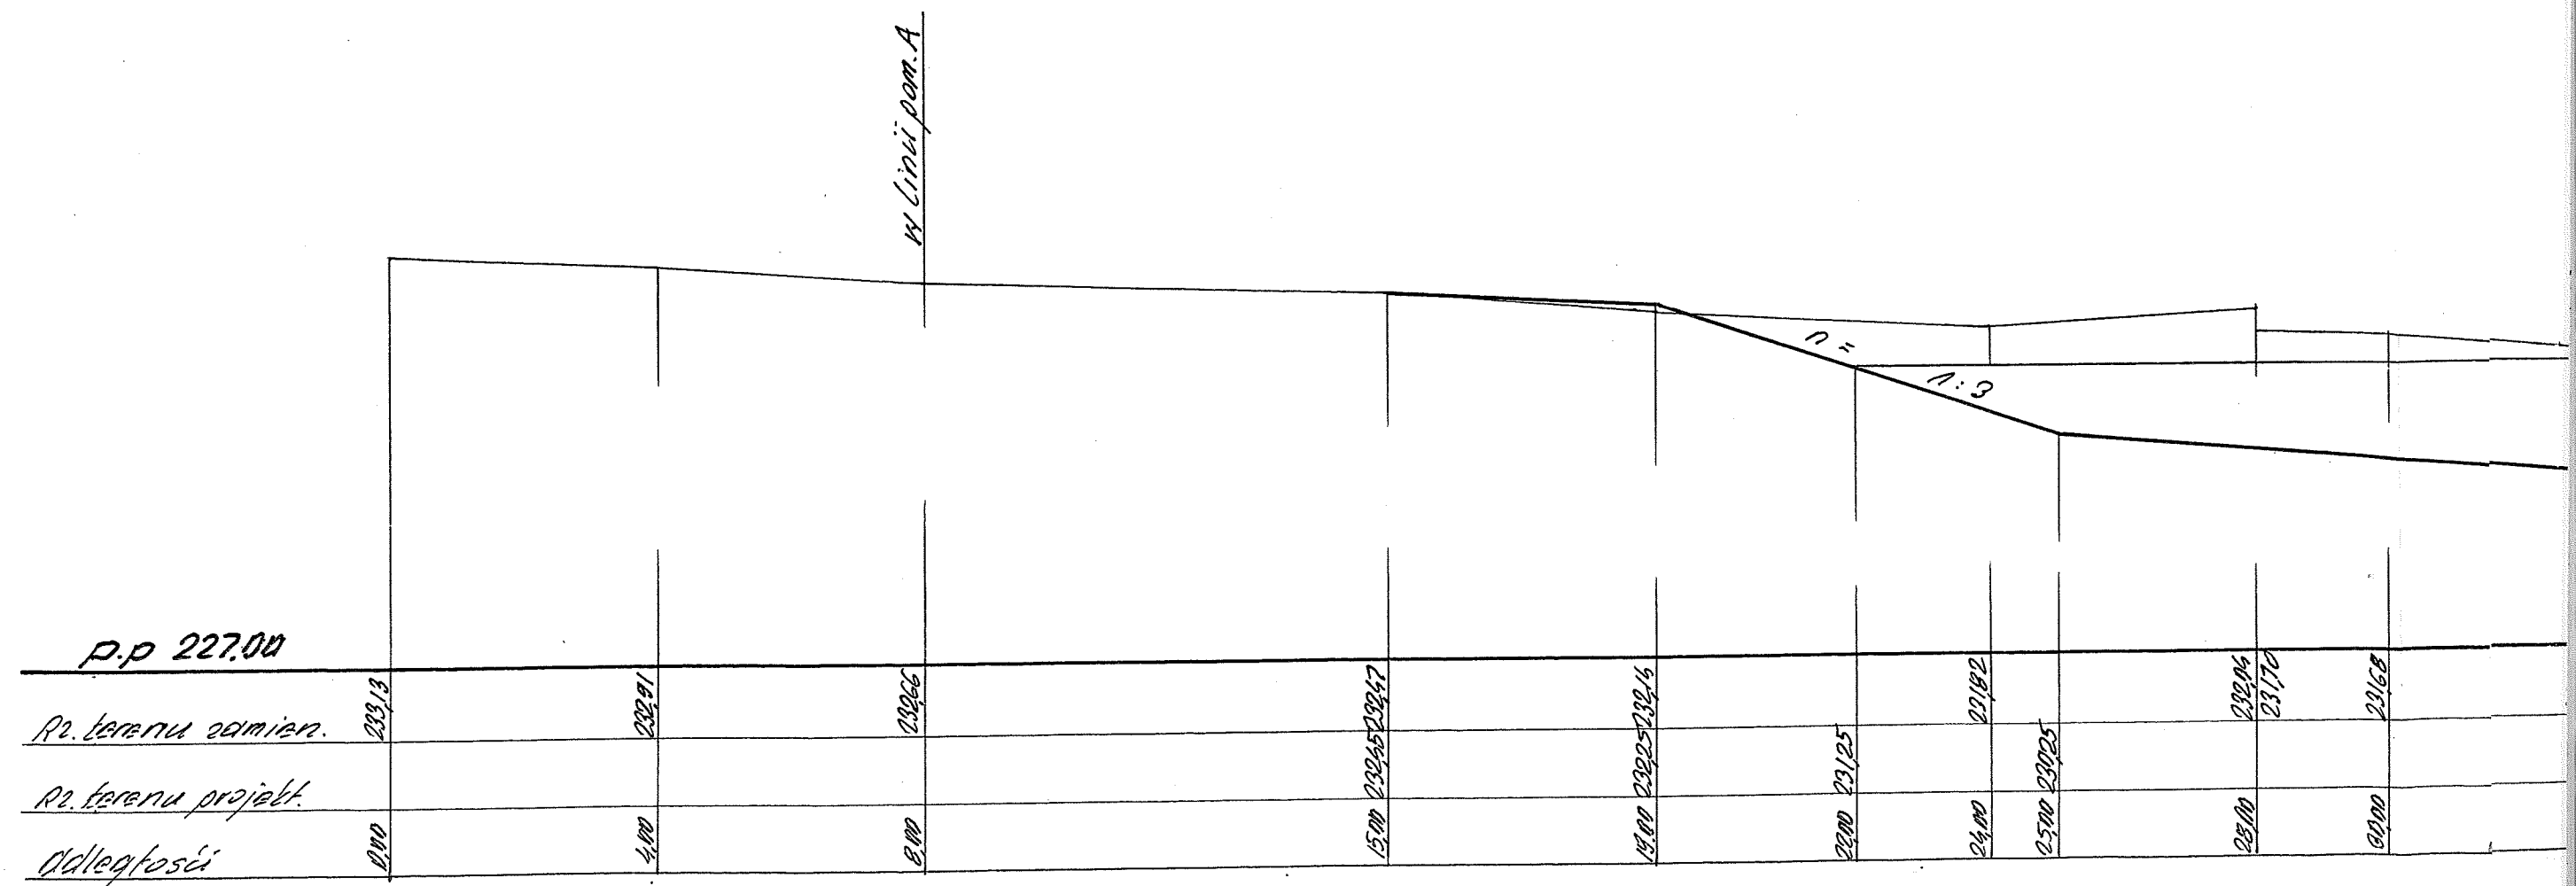 w linii pom. A
n =
1:3
p.p 227.00
Rz. terenu zamien. 233,13 232,91 232,66 232,47 232,15 231,82 232,04 231,70 231,68
Rz. terenu projekt. 232,45 232,25 231,25 230,25
Odległości 0,00 4,00 8,00 15,00 19,00 22,00 24,00 25,00 28,00 30,00